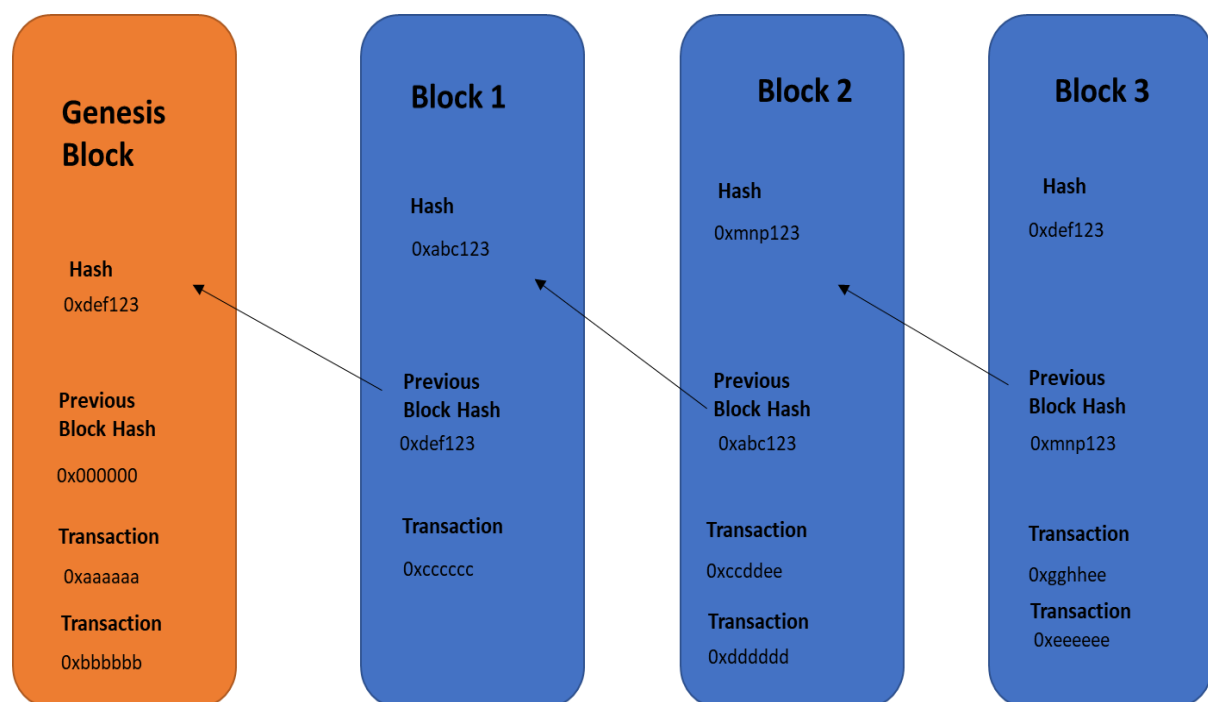 Genesis
Block
Hash
0xdef123
Previous
Block Hash
0x000000
Transaction
0xaaaaaa
Transaction
0xbbbbbb
Block 1
Hash
0xabc123
Previous
Block Hash
0xdef123
Transaction
0xcccccc
Block 2
Hash
0xmnp123
Previous
Block Hash
0xabc123
Transaction
0xccddee
Transaction
0xdddddd
Block 3
Hash
0xdef123
Previous
Block Hash
0xmnp123
Transaction
0xgghhee
Transaction
0xeeeeee